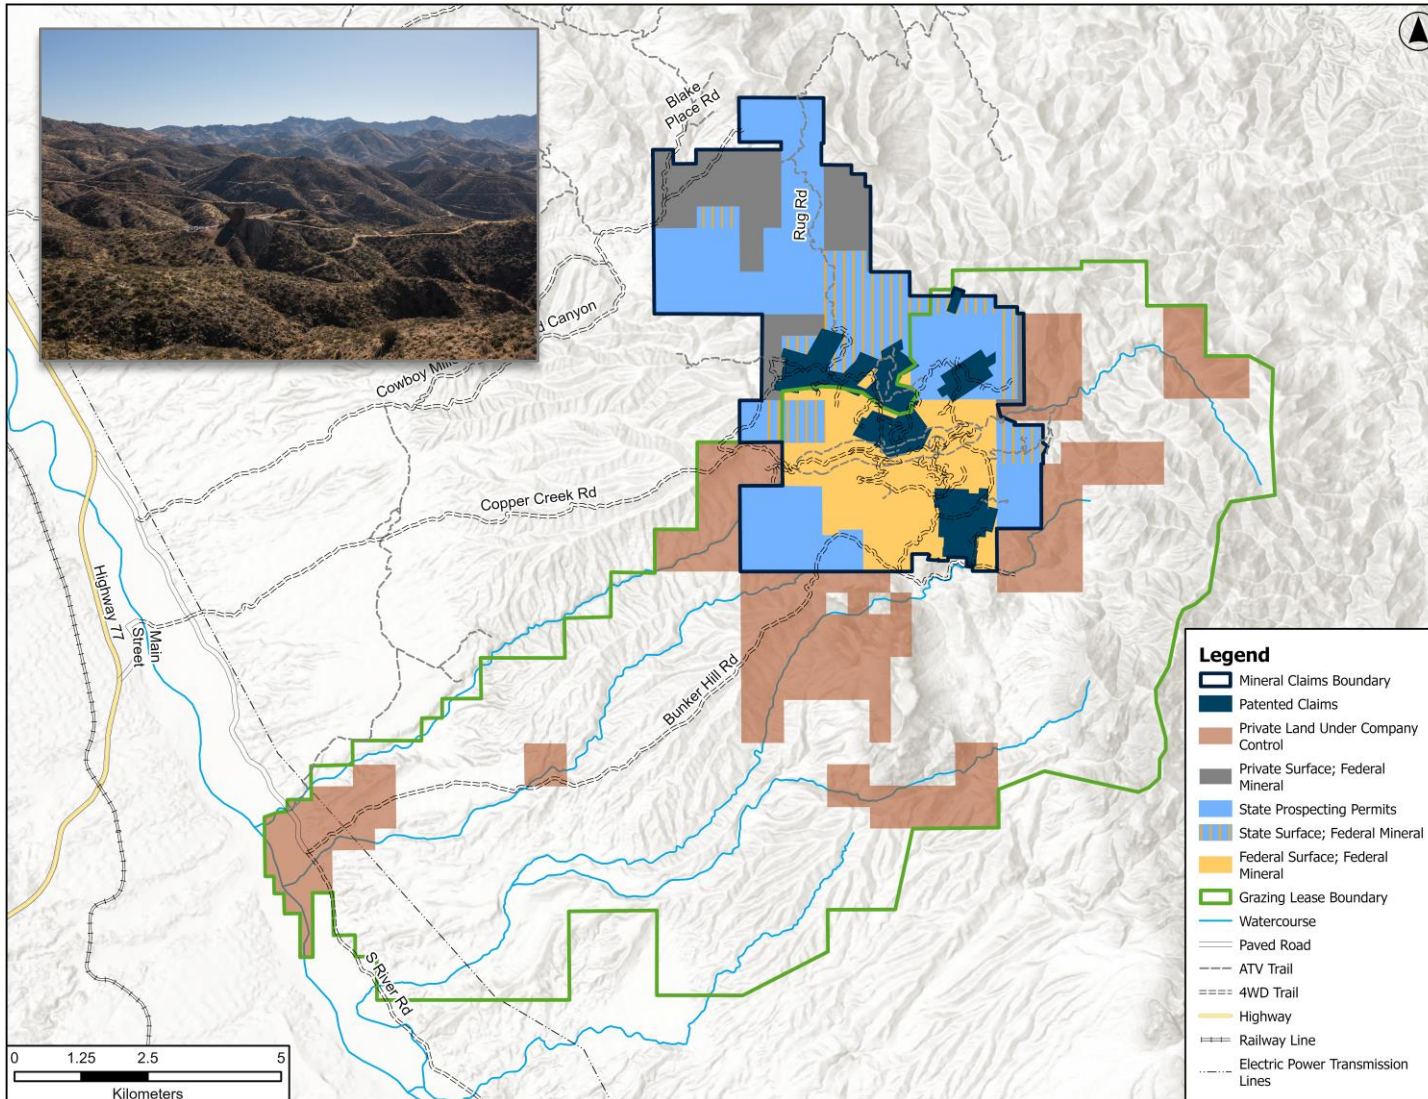 Blake
Place Rd
Rug Rd
d Canyon
Cowboy Mine
Copper Creek Rd
Highway 77
Main
Street
Bunker Hill Rd
S River Rd
Legend
Mineral Claims Boundary
Patented Claims
Private Land Under Company
Control
Private Surface; Federal
Mineral
State Prospecting Permits
State Surface; Federal Mineral
Federal Surface; Federal
Mineral
Grazing Lease Boundary
Watercourse
Paved Road
ATV Trail
4WD Trail
Highway
Railway Line
Electric Power Transmission
Lines
0 1.25 2.5 5
Kilometers